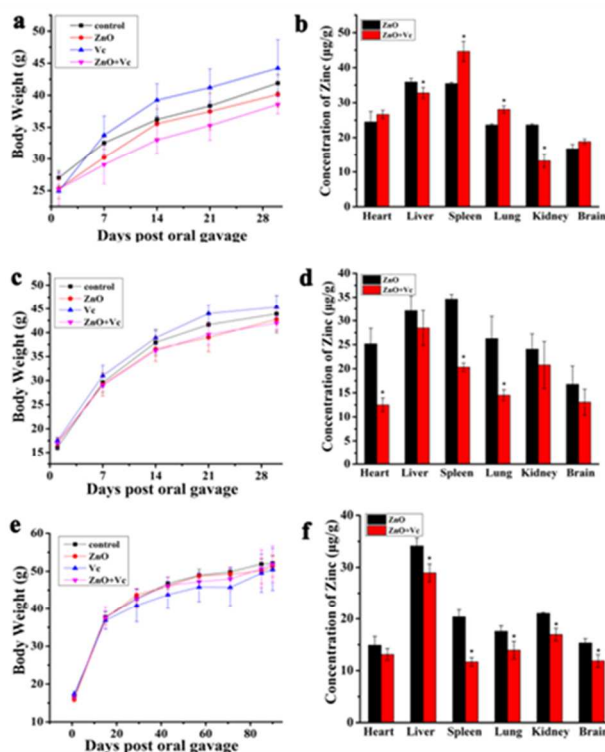 a
50
45
40
35
30
25
control
ZnO
Vc
ZnO+Vc
Body Weight (g)
1
7
14
21
28
Days post oral gavage
b
50
40
30
20
10
0
ZnO
ZnO+Vc
Concentration of Zinc (µg/g)
* * * *
Heart Liver Spleen Lung Kidney Brain
c
50
45
40
35
30
25
20
15
control
ZnO
Vc
ZnO+Vc
Body Weight (g)
7
14
21
28
Days post oral gavage
d
40
35
30
25
20
15
10
5
0
ZnO
ZnO+Vc
Concentration of Zinc (µg/g)
* * *
Heart Liver Spleen Lung Kidney Brain
e
60
50
40
30
20
10
control
ZnO
Vc
ZnO+Vc
Body Weight (g)
0 20 40 60 80 100
Days post oral gavage
f
40
30
20
10
0
ZnO
ZnO+Vc
Concentration of Zinc (µg/g)
* * * * *
Heart Liver Spleen Lung Kidney Brain